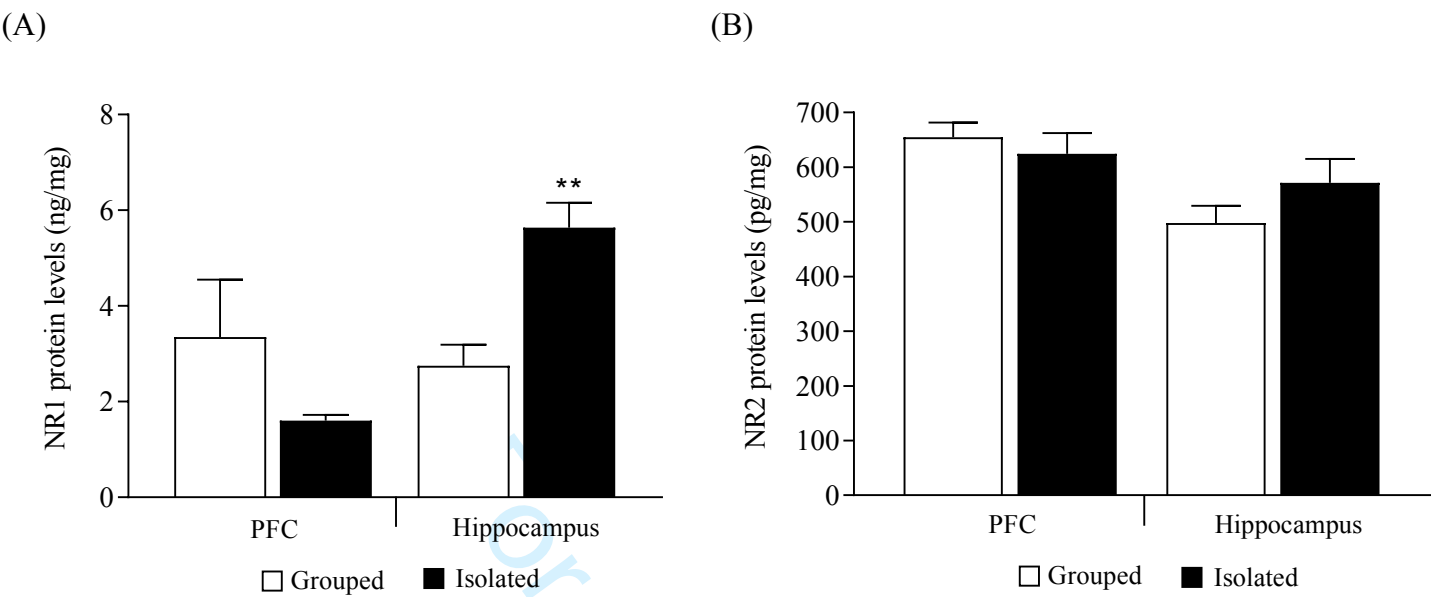 (A)
(B)
NR1 protein levels (ng/mg)
8
6
4
2
0
**
PFC
Hippocampus
Grouped
Isolated
NR2 protein levels (pg/mg)
700
600
500
400
300
200
100
0
PFC
Hippocampus
Grouped
Isolated